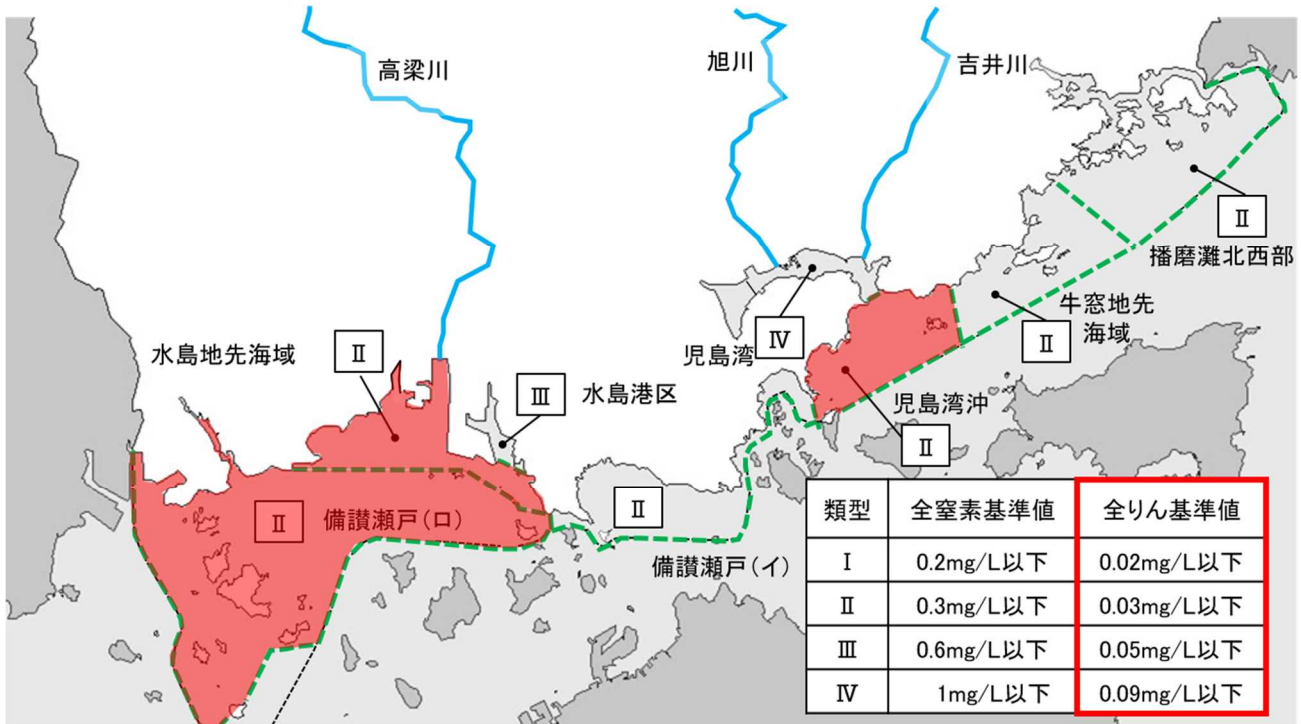 高梁川
旭川
吉井川
Ⅱ
播磨灘北西部
牛窓地先
海域
Ⅱ
Ⅳ
児島湾
水島地先海域
Ⅱ
Ⅲ
水島港区
児島湾沖
Ⅱ
Ⅱ
備讃瀬戸(ロ)
Ⅱ
備讃瀬戸(イ)
類型 全窒素基準値 全りん基準値
Ⅰ 0.2mg/L以下 0.02mg/L以下
Ⅱ 0.3mg/L以下 0.03mg/L以下
Ⅲ 0.6mg/L以下 0.05mg/L以下
Ⅳ 1mg/L以下 0.09mg/L以下